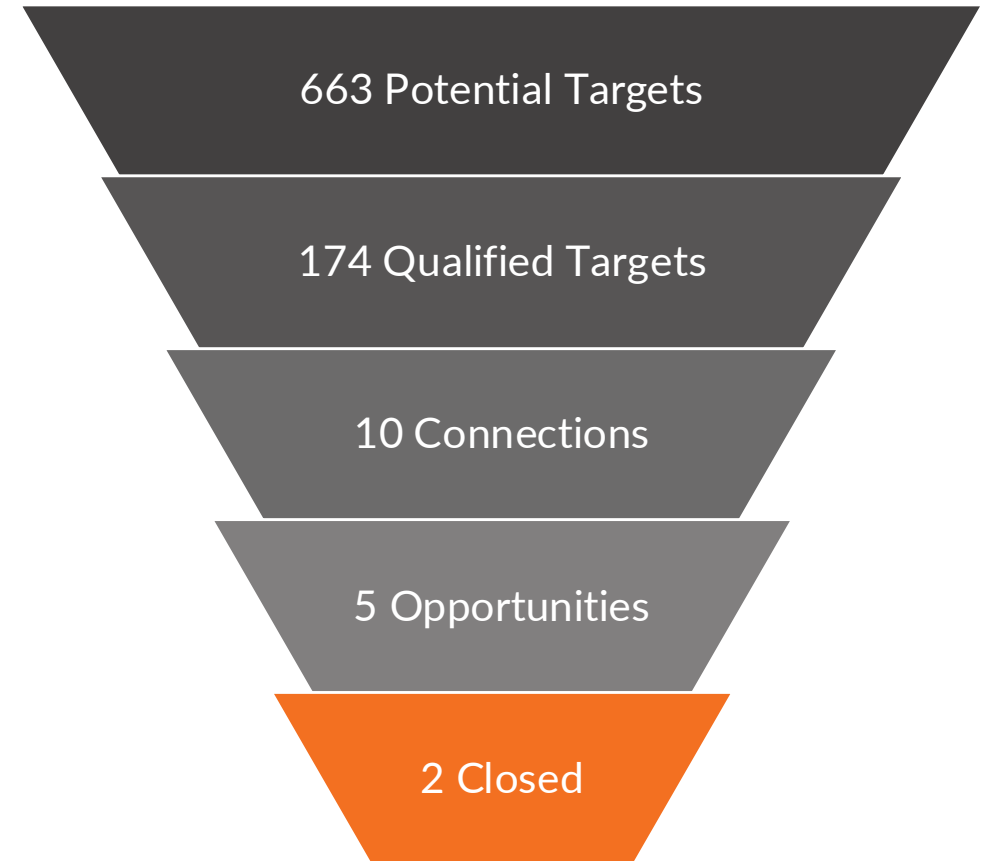 663 Potential Targets
174 Qualified Targets
10 Connections
5 Opportunities
2 Closed